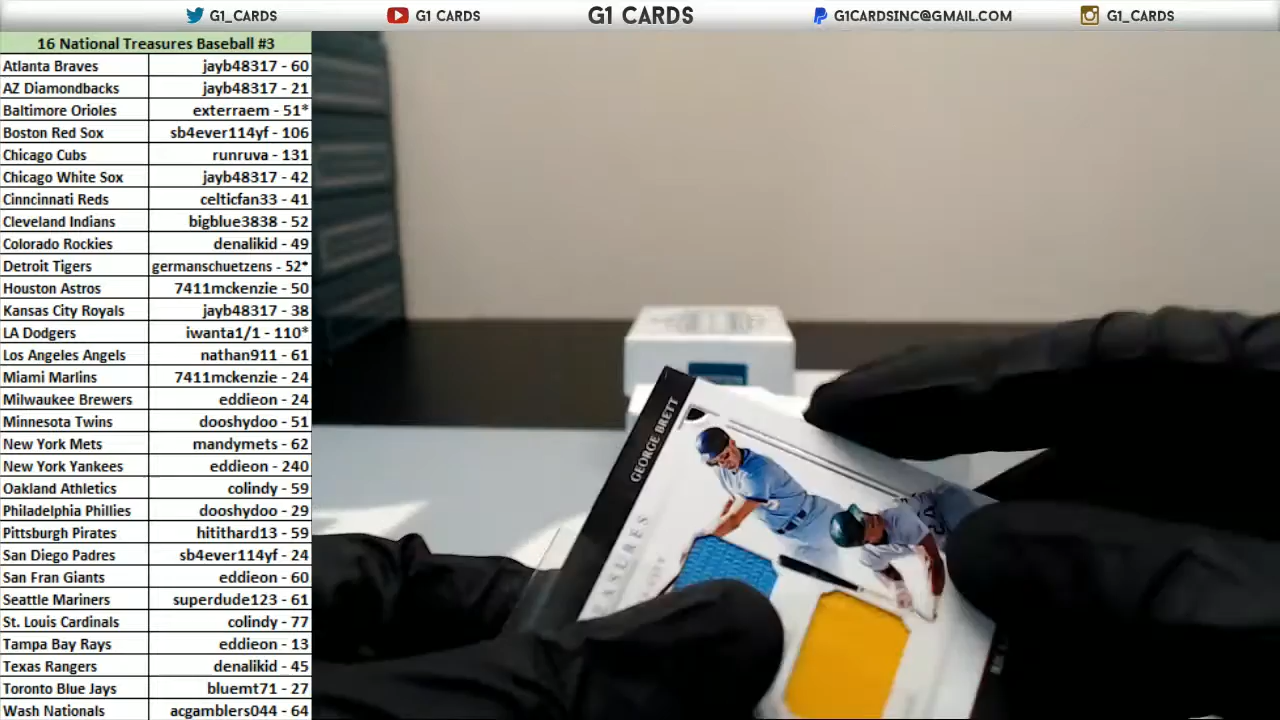 G1_CARDS
G1 CARDS
G1 CARDS
G1CARDSINC@GMAIL.COM
G1_CARDS
16 National Treasures Baseball #3
Atlanta Braves jayb48317 - 60
AZ Diamondbacks jayb48317 - 21
Baltimore Orioles exterraem - 51*
Boston Red Sox sb4ever114yf - 106
Chicago Cubs runruva - 131
Chicago White Sox jayb48317 - 42
Cinncinnati Reds celticfan33 - 41
Cleveland Indians bigblue3838 - 52
Colorado Rockies denalikid - 49
Detroit Tigers germanschuetzens - 52*
Houston Astros 7411mckenzie - 50
Kansas City Royals jayb48317 - 38
LA Dodgers iwanta1/1 - 110*
Los Angeles Angels nathan911 - 61
Miami Marlins 7411mckenzie - 24
Milwaukee Brewers eddieon - 24
Minnesota Twins dooshydoo - 51
New York Mets mandymets - 62
New York Yankees eddieon - 240
Oakland Athletics colindy - 59
Philadelphia Phillies dooshydoo - 29
Pittsburgh Pirates hitithard13 - 59
San Diego Padres sb4ever114yf - 24
San Fran Giants eddieon - 60
Seattle Mariners superdude123 - 61
St. Louis Cardinals colindy - 77
Tampa Bay Rays eddieon - 13
Texas Rangers denalikid - 45
Toronto Blue Jays bluemt71 - 27
Wash Nationals acgamblers044 - 64
GEORGE BRETT
EASURES